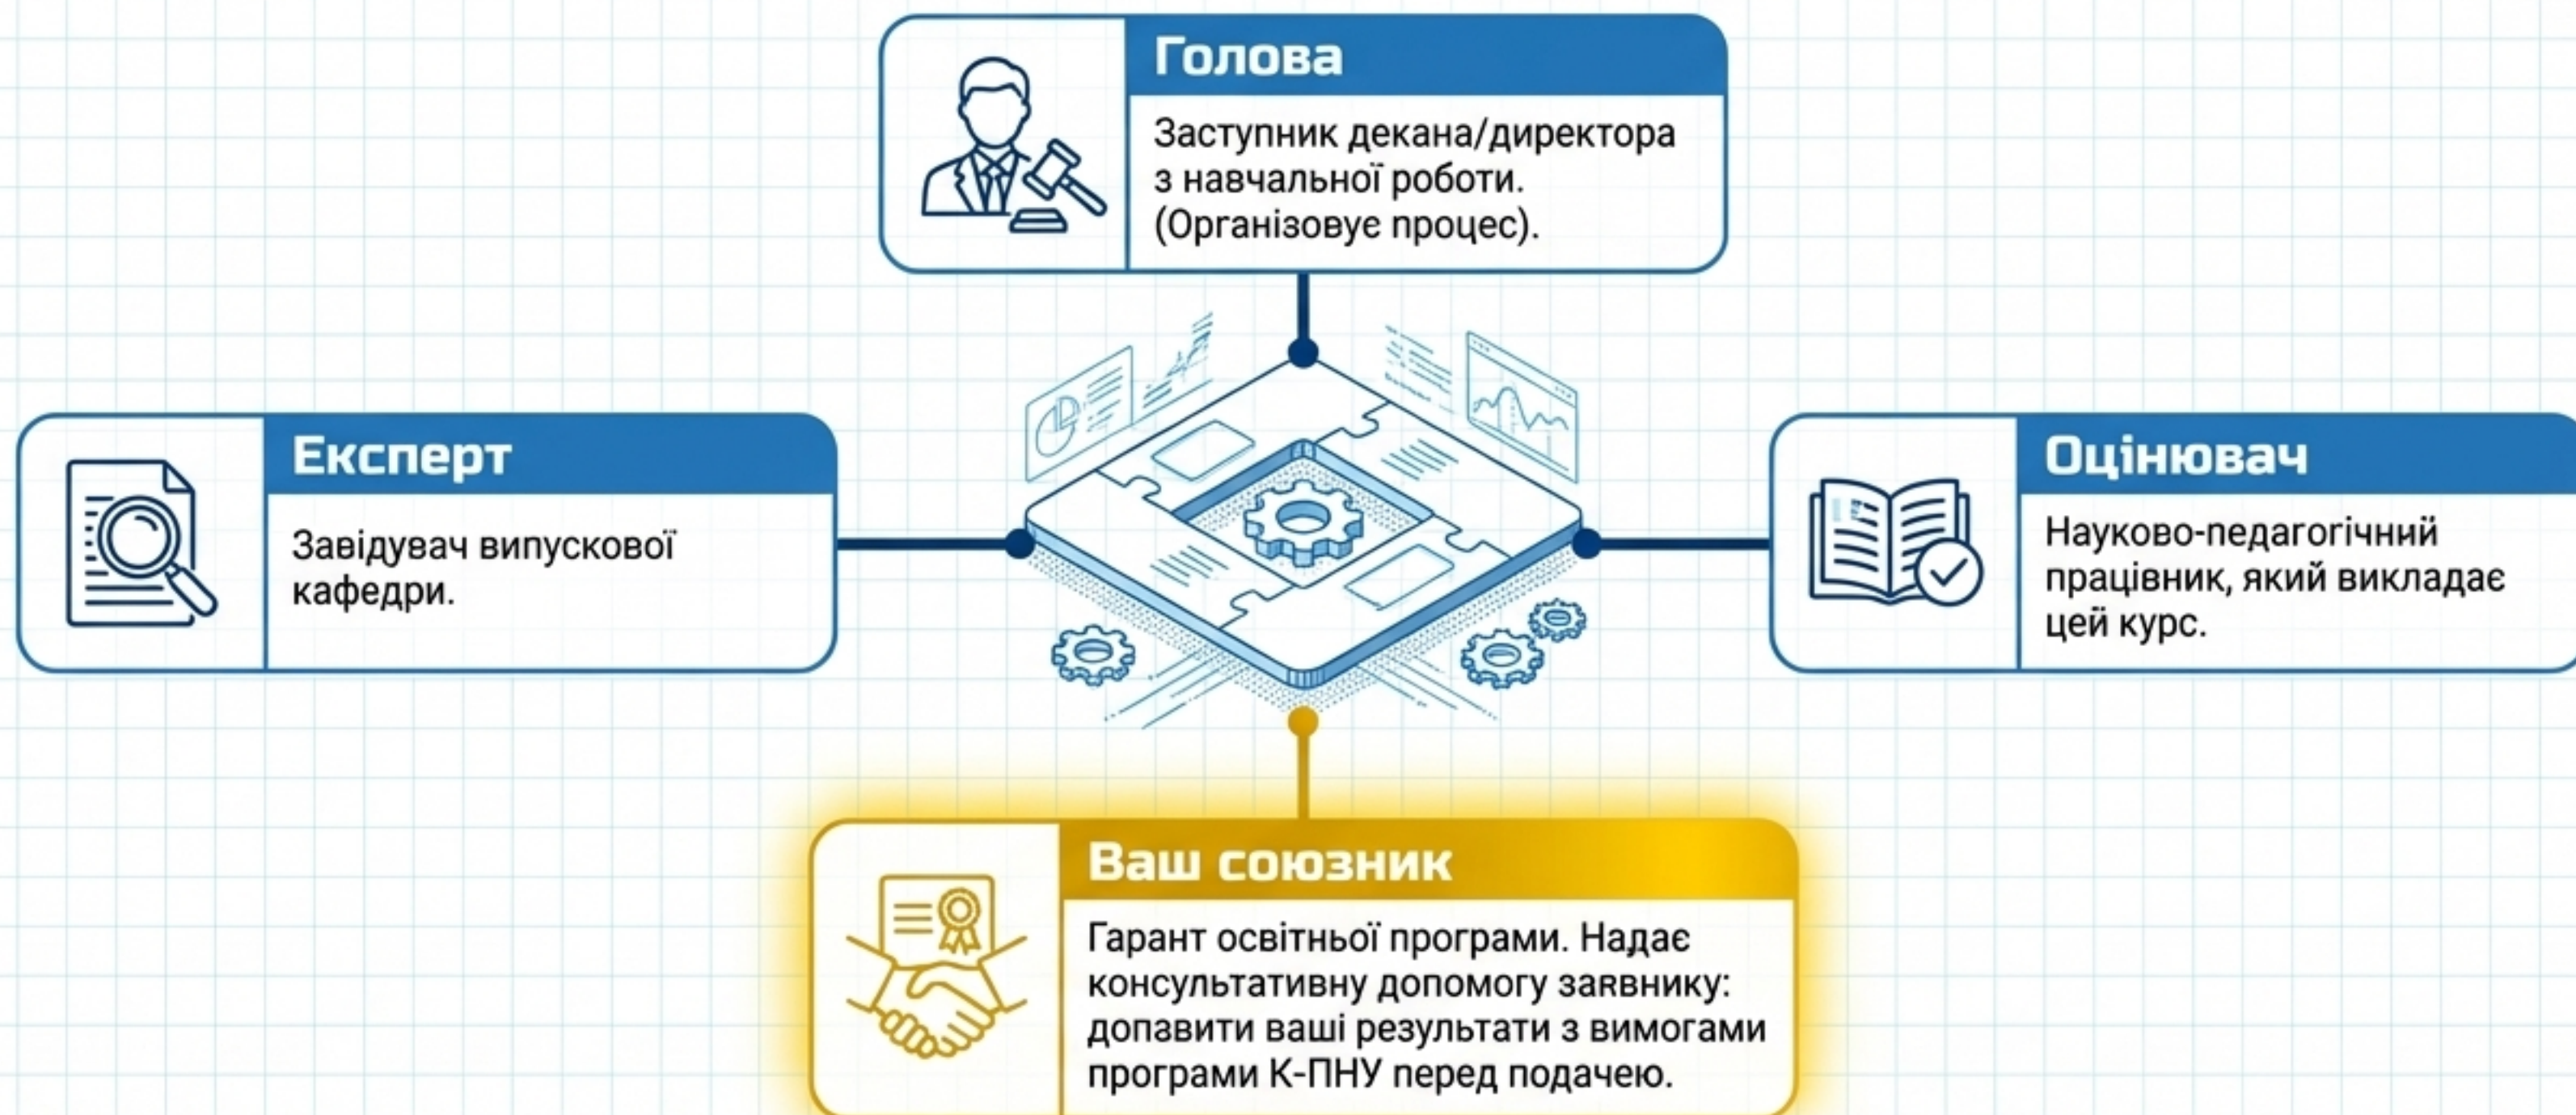 Голова
Заступник декана/директора
з навчальної роботи.
(Організовує процес).
Експерт
Завідувач випускової
кафедри.
Оцінювач
Науково-педагогічний
працівник, який викладає
цей курс.
Ваш союзник
Гарант освітньої програми. Надає
консультативну допомогу заявнику:
допавити ваші результати з вимогами
програми К-ПНУ перед подачею.